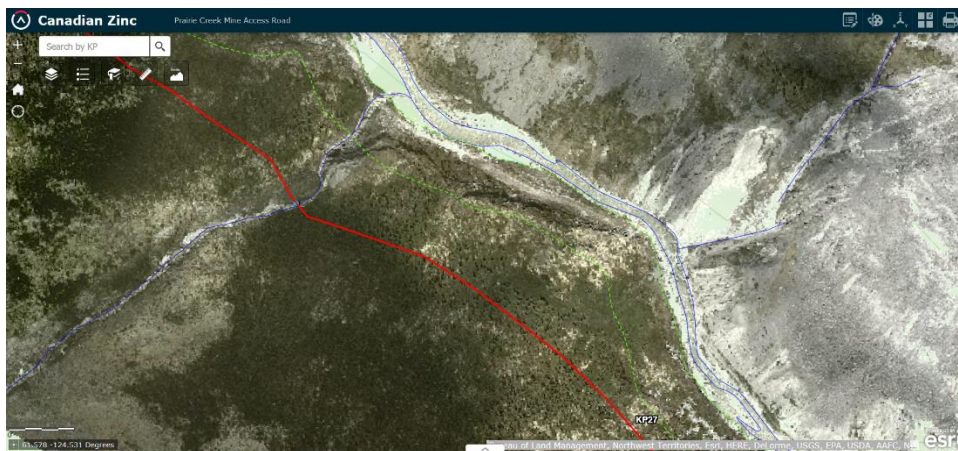 Canadian Zinc Prairie Creek Mine Access Road
Search by KP
KP27
61.578 -124.531 Degrees
eau of Land Management, Northwest Territories, Esri, HERE, DeLorme, USGS, EPA, USDA, AAFC, N
esri